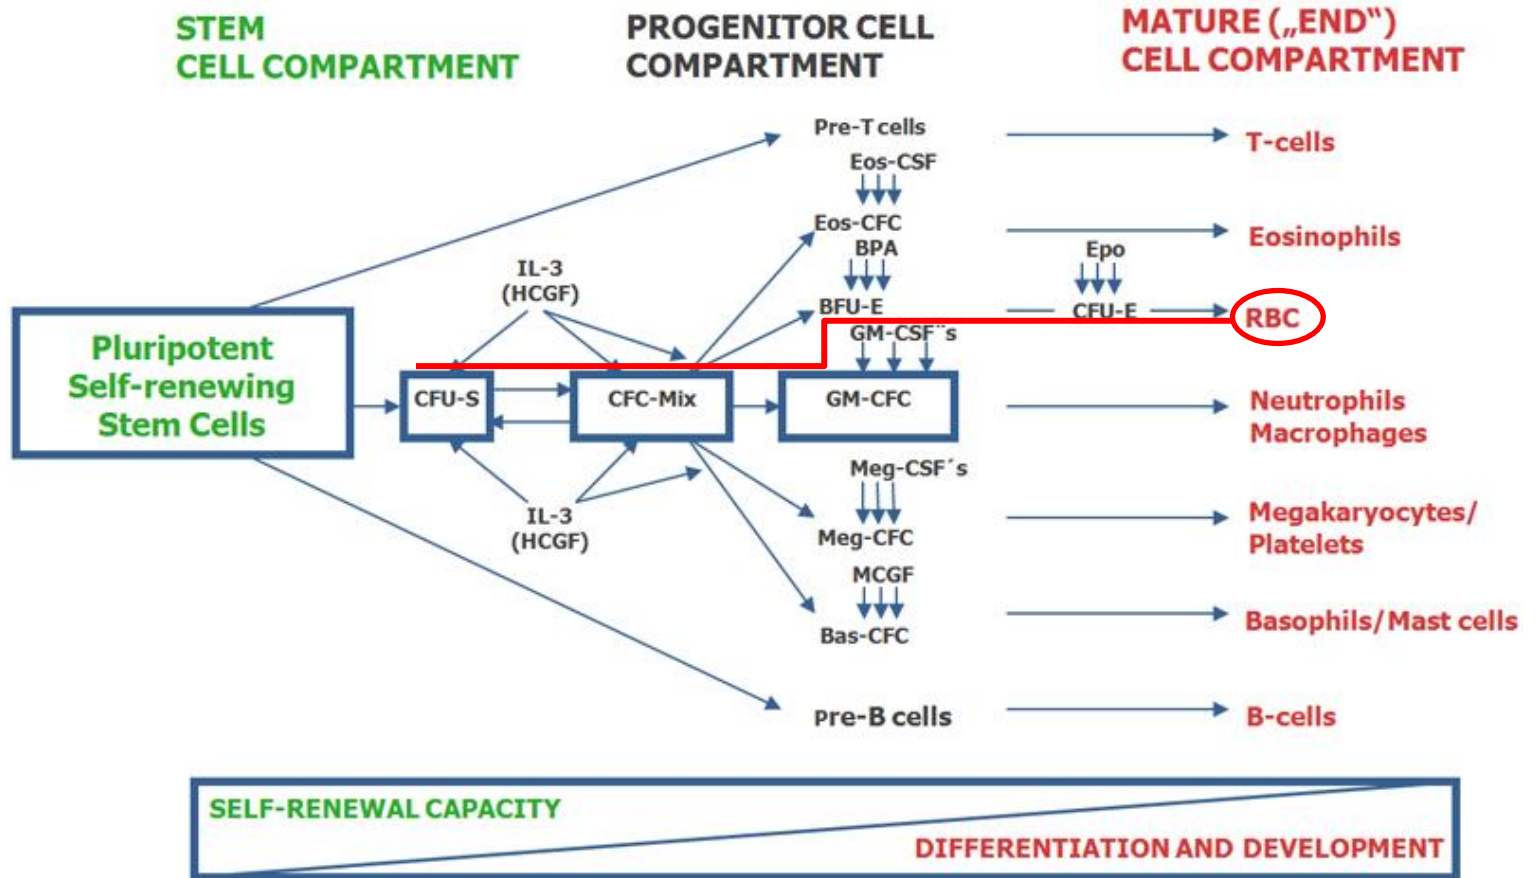 STEM
CELL COMPARTMENT
PROGENITOR CELL
COMPARTMENT
MATURE („END“)
CELL COMPARTMENT
Pre-T cells
T-cells
Eos-CSF
Eos-CFC
Eosinophils
BPA
Epo
IL-3
(HCGF)
BFU-E
CFU-E
RBC
GM-CSF¨s
Pluripotent
Self-renewing
Stem Cells
CFU-S
CFC-Mix
GM-CFC
Neutrophils
Macrophages
Meg-CSF´s
IL-3
(HCGF)
Meg-CFC
Megakaryocytes/
Platelets
MCGF
Bas-CFC
Basophils/Mast cells
Pre-B cells
B-cells
SELF-RENEWAL CAPACITY
DIFFERENTIATION AND DEVELOPMENT